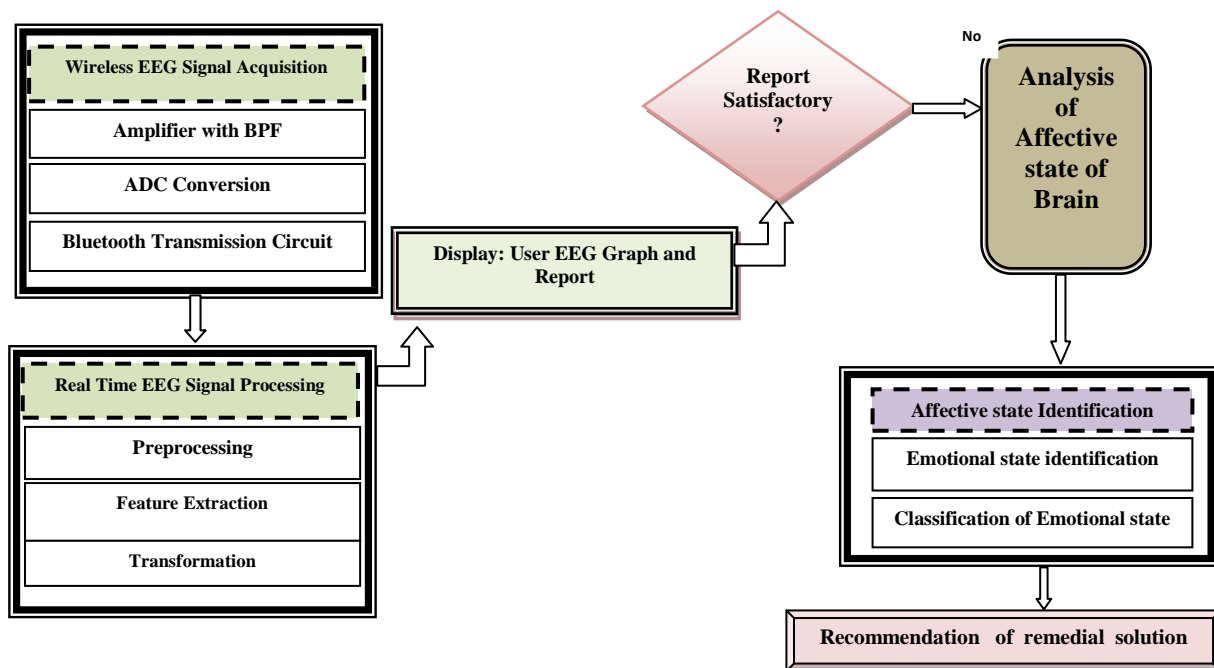 Wireless EEG Signal Acquisition
Amplifier with BPF
ADC Conversion
Bluetooth Transmission Circuit
Real Time EEG Signal Processing
Preprocessing
Feature Extraction
Transformation
Display: User EEG Graph and
Report
Report
Satisfactory
?
No
Analysis
of
Affective
state of
Brain
Affective state Identification
Emotional state identification
Classification of Emotional state
Recommendation of remedial solution